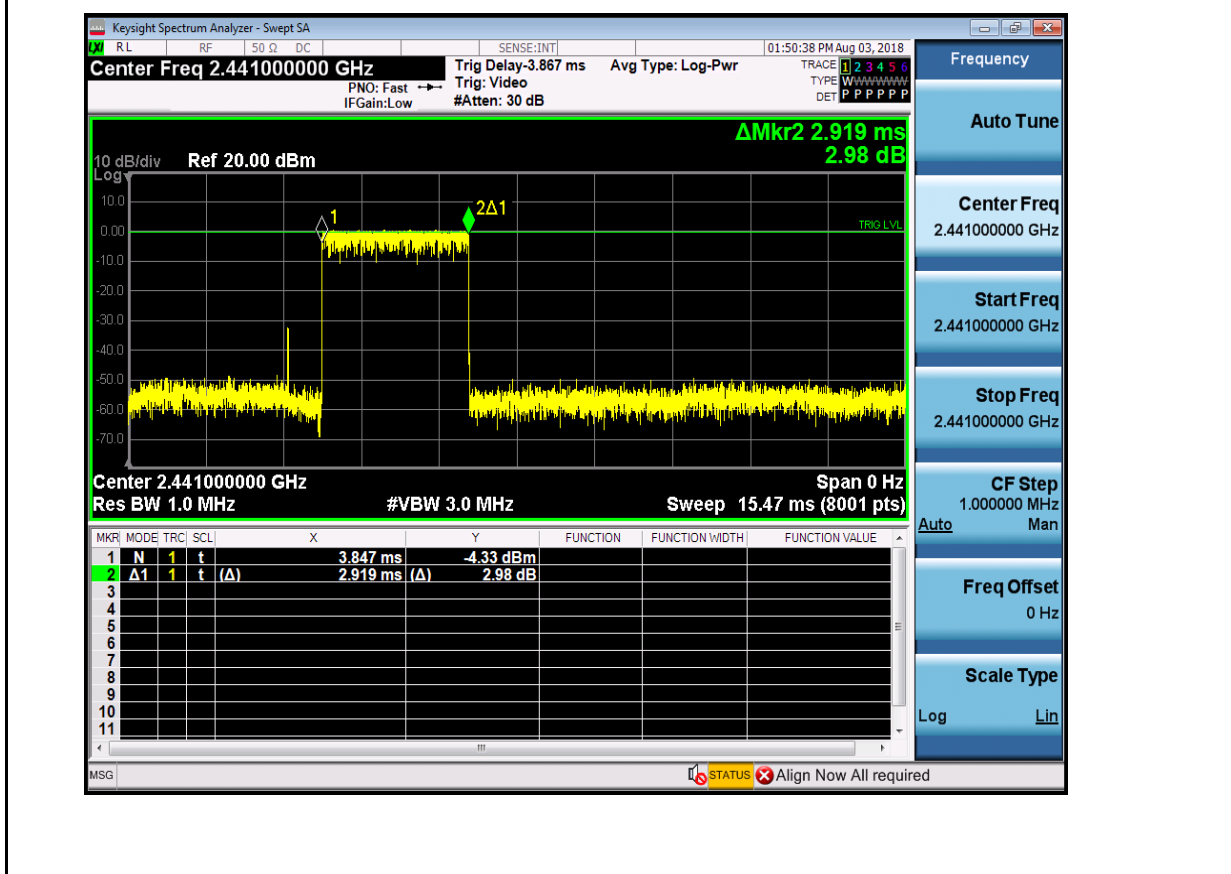 Keysight Spectrum Analyzer - Swept SA
LXI RL RF 50 Ω DC SENSE:INT 01:50:38 PM Aug 03, 2018
Center Freq 2.441000000 GHz
PNO: Fast
IFGain:Low
Trig Delay-3.867 ms
Trig: Video
#Atten: 30 dB
Avg Type: Log-Pwr
TRACE 1 2 3 4 5 6
TYPE WWWWWW
DET P P P P P P
ΔMkr2 2.919 ms
2.98 dB
10 dB/div Ref 20.00 dBm
Log
10.0
0.00
-10.0
-20.0
-30.0
-40.0
-50.0
-60.0
-70.0
1
2Δ1
TRIG LVL
Center 2.441000000 GHz Span 0 Hz
Res BW 1.0 MHz #VBW 3.0 MHz Sweep 15.47 ms (8001 pts)
MKR MODE TRC SCL X Y FUNCTION FUNCTION WIDTH FUNCTION VALUE
1 N 1 t 3.847 ms -4.33 dBm
2 Δ1 1 t (Δ) 2.919 ms (Δ) 2.98 dB
3
4
5
6
7
8
9
10
11
MSG STATUS Align Now All required
Frequency
Auto Tune
Center Freq
2.441000000 GHz
Start Freq
2.441000000 GHz
Stop Freq
2.441000000 GHz
CF Step
1.000000 MHz
Auto Man
Freq Offset
0 Hz
Scale Type
Log Lin